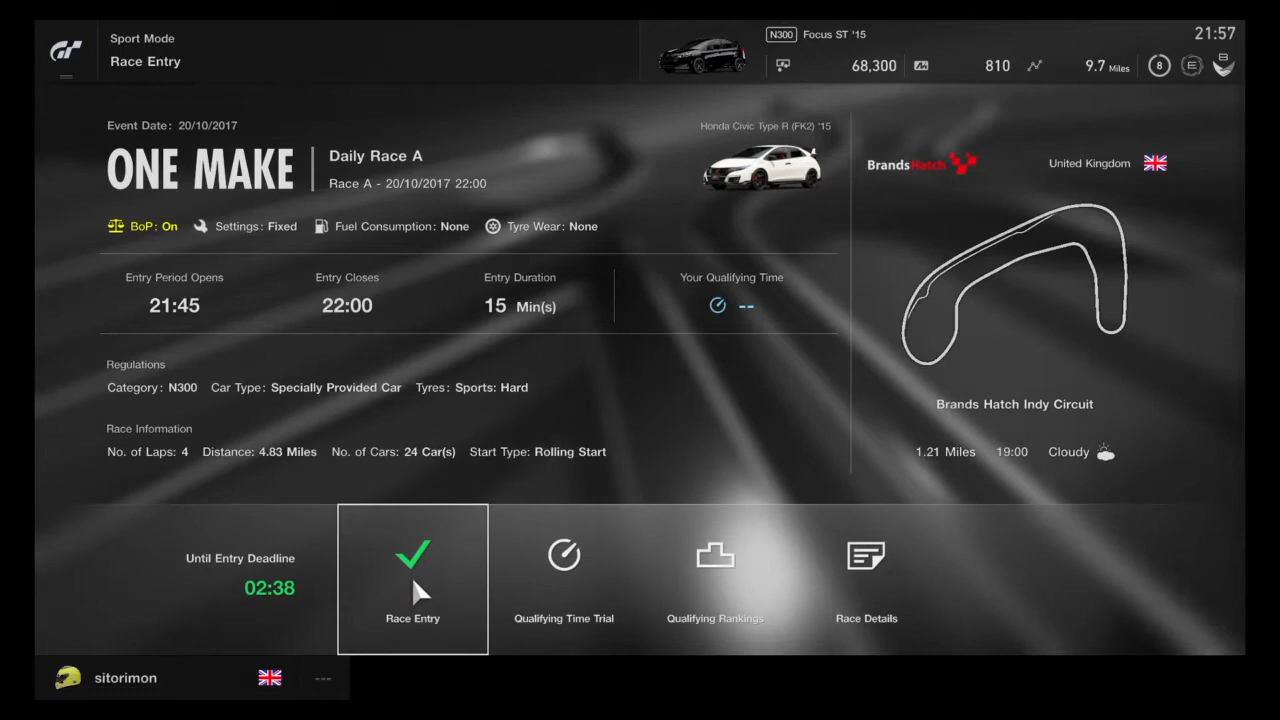 Sport Mode
Race Entry
N300 Focus ST '15
68,300
810
9.7 Miles
8
E
B
21:57
Event Date: 20/10/2017
ONE MAKE
Daily Race A
Race A - 20/10/2017 22:00
Honda Civic Type R (FK2) '15
BrandsHatch
United Kingdom
BoP: On
Settings: Fixed
Fuel Consumption: None
Tyre Wear: None
Entry Period Opens
21:45
Entry Closes
22:00
Entry Duration
15 Min(s)
Your Qualifying Time
--
Regulations
Category: N300 Car Type: Specially Provided Car Tyres: Sports: Hard
Race Information
No. of Laps: 4 Distance: 4.83 Miles No. of Cars: 24 Car(s) Start Type: Rolling Start
Brands Hatch Indy Circuit
1.21 Miles 19:00 Cloudy
Until Entry Deadline
02:38
Race Entry
Qualifying Time Trial
Qualifying Rankings
Race Details
sitorimon
---